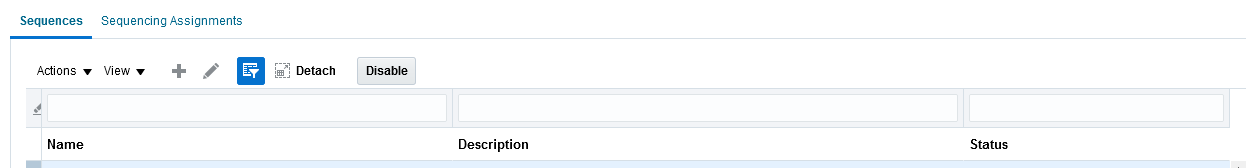 Sequences Sequencing Assignments
Actions View Detach Disable
Name Description Status